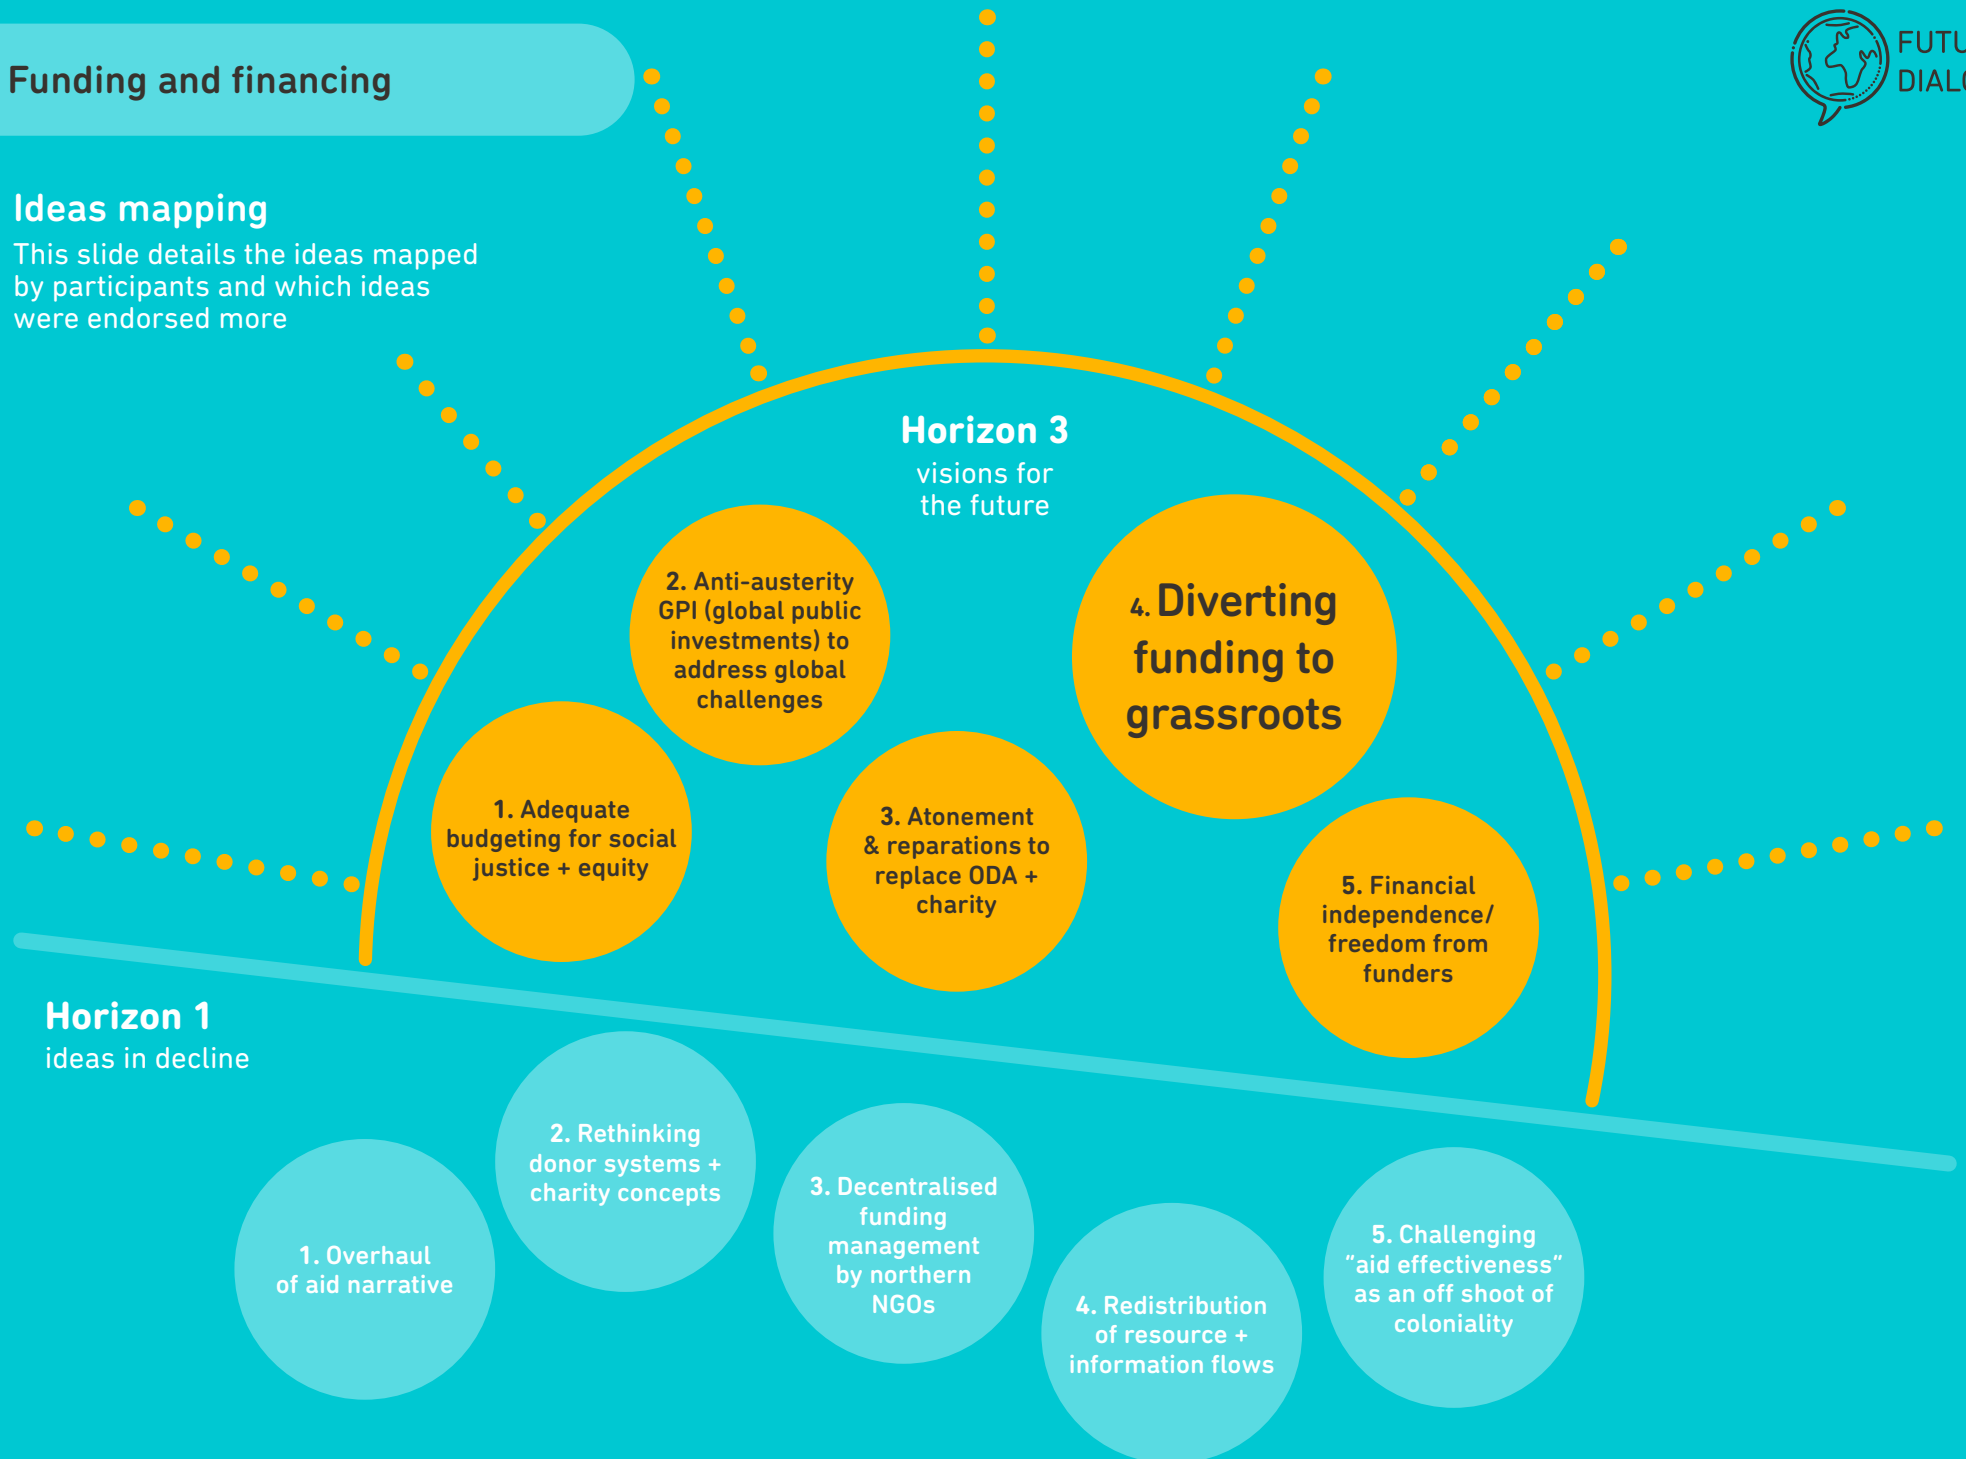 Funding and financing
FUTU
DIALO
Ideas mapping
This slide details the ideas mapped
by participants and which ideas
were endorsed more
Horizon 3
visions for
the future
1. Adequate
budgeting for social
justice + equity
2. Anti-austerity
GPI (global public
investments) to
address global
challenges
3. Atonement
& reparations to
replace ODA +
charity
4. Diverting
funding to
grassroots
5. Financial
independence/
freedom from
funders
Horizon 1
ideas in decline
1. Overhaul
of aid narrative
2. Rethinking
donor systems +
charity concepts
3. Decentralised
funding
management
by northern
NGOs
4. Redistribution
of resource +
information flows
5. Challenging
"aid effectiveness"
as an off shoot of
coloniality